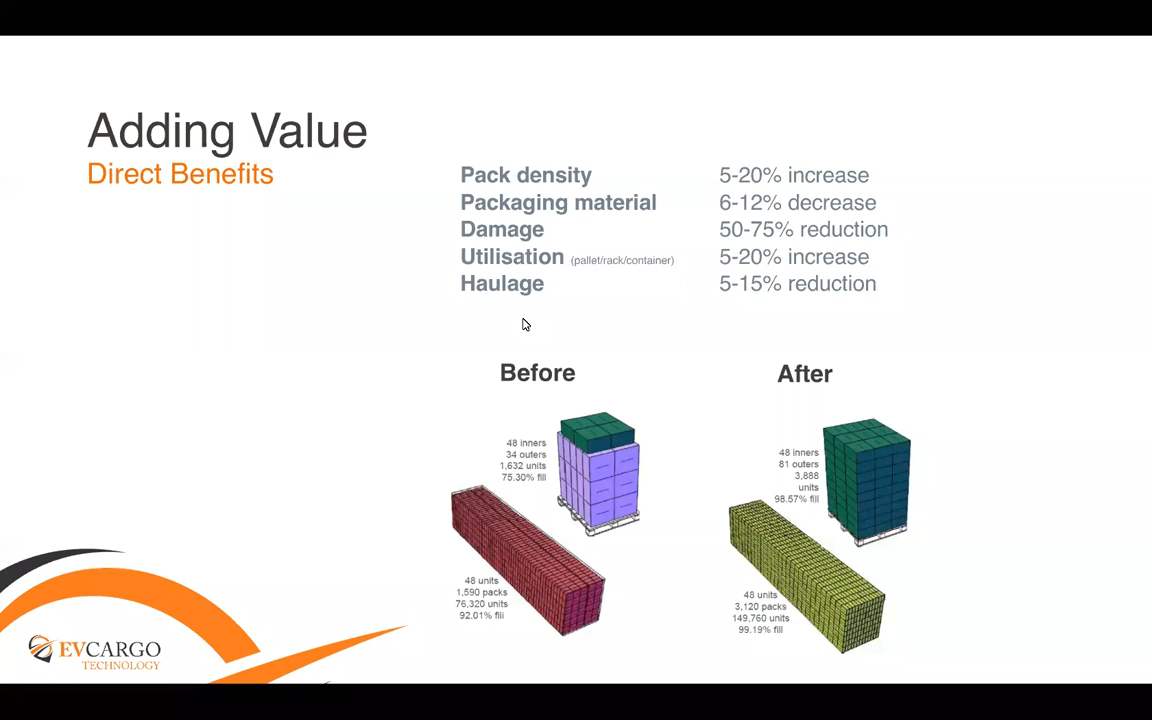 Adding Value
Direct Benefits
Pack density 5-20% increase
Packaging material 6-12% decrease
Damage 50-75% reduction
Utilisation (pallet/rack/container) 5-20% increase
Haulage 5-15% reduction
Before
After
48 inners
34 outers
1,632 units
75.30% fill
48 inners
81 outers
3,888
units
98.57% fill
48 units
1,590 packs
76,320 units
92.01% fill
48 units
3,120 packs
149,760 units
99.19% fill
EVCARGO
TECHNOLOGY